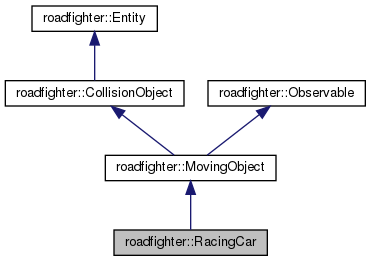 roadfighter::Entity
roadfighter::CollisionObject
roadfighter::Observable
roadfighter::MovingObject
roadfighter::RacingCar